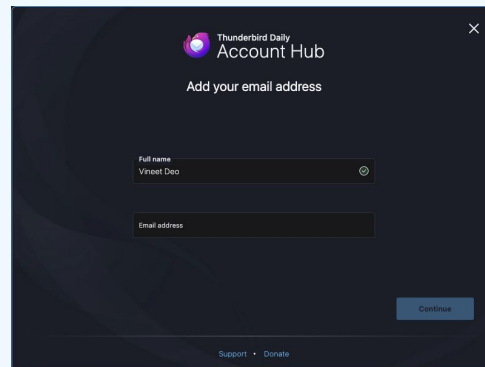 Thunderbird Daily
Account Hub
Add your email address
Full name
Vineet Deo
Email address
Continue
Support • Donate